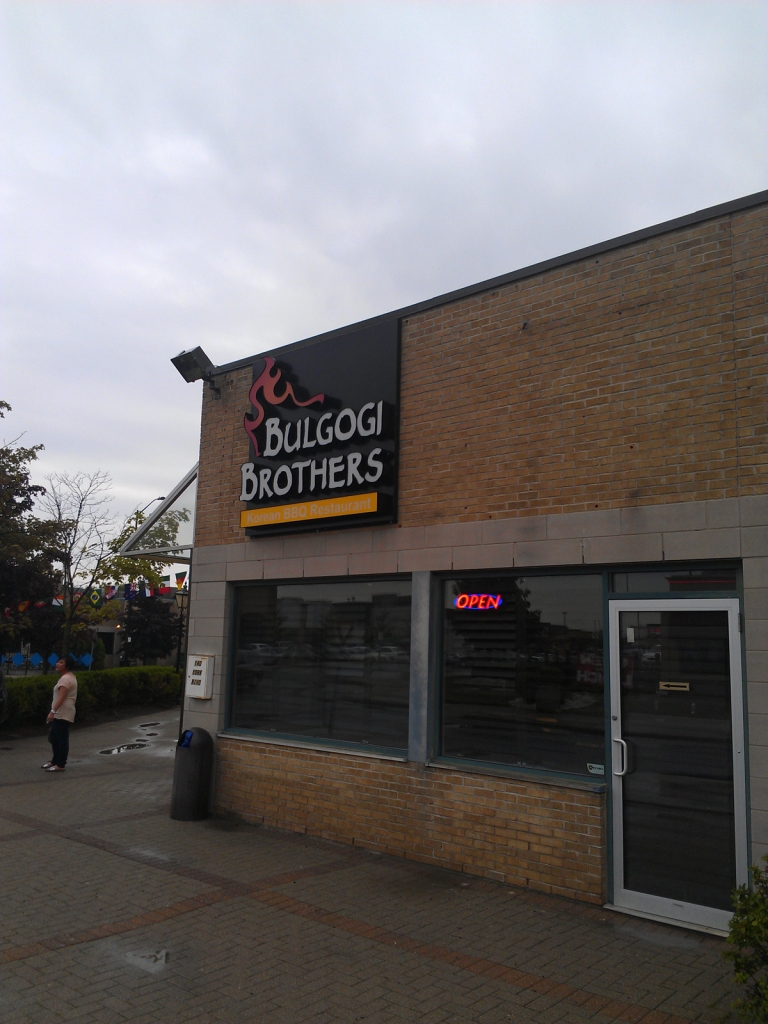 BULGOGI
BROTHERS
Korean BBQ Restaurant
OPEN